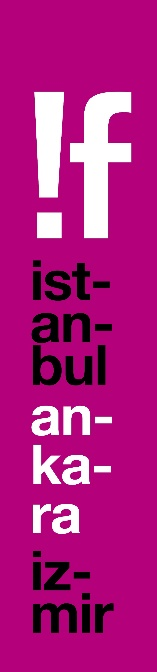 !f
ist-
an-
bul
an-
ka-
ra
iz-
mir